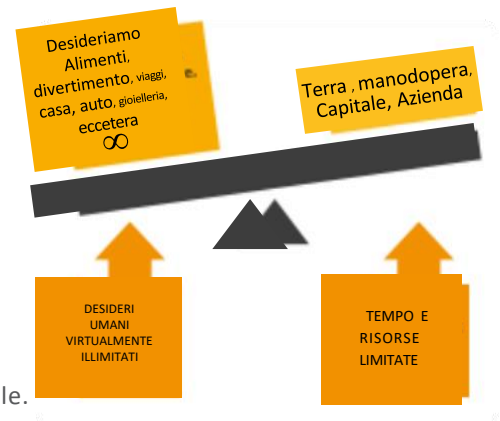 Desideriamo
Alimenti,
divertimento, viaggi,
casa, auto, gioielleria,
eccetera
∞
e.
Terra , manodopera,
Capitale, Azienda
DESIDERI
UMANI
VIRTUALMENTE
ILLIMITATI
TEMPO E
RISORSE
LIMITATE
le.